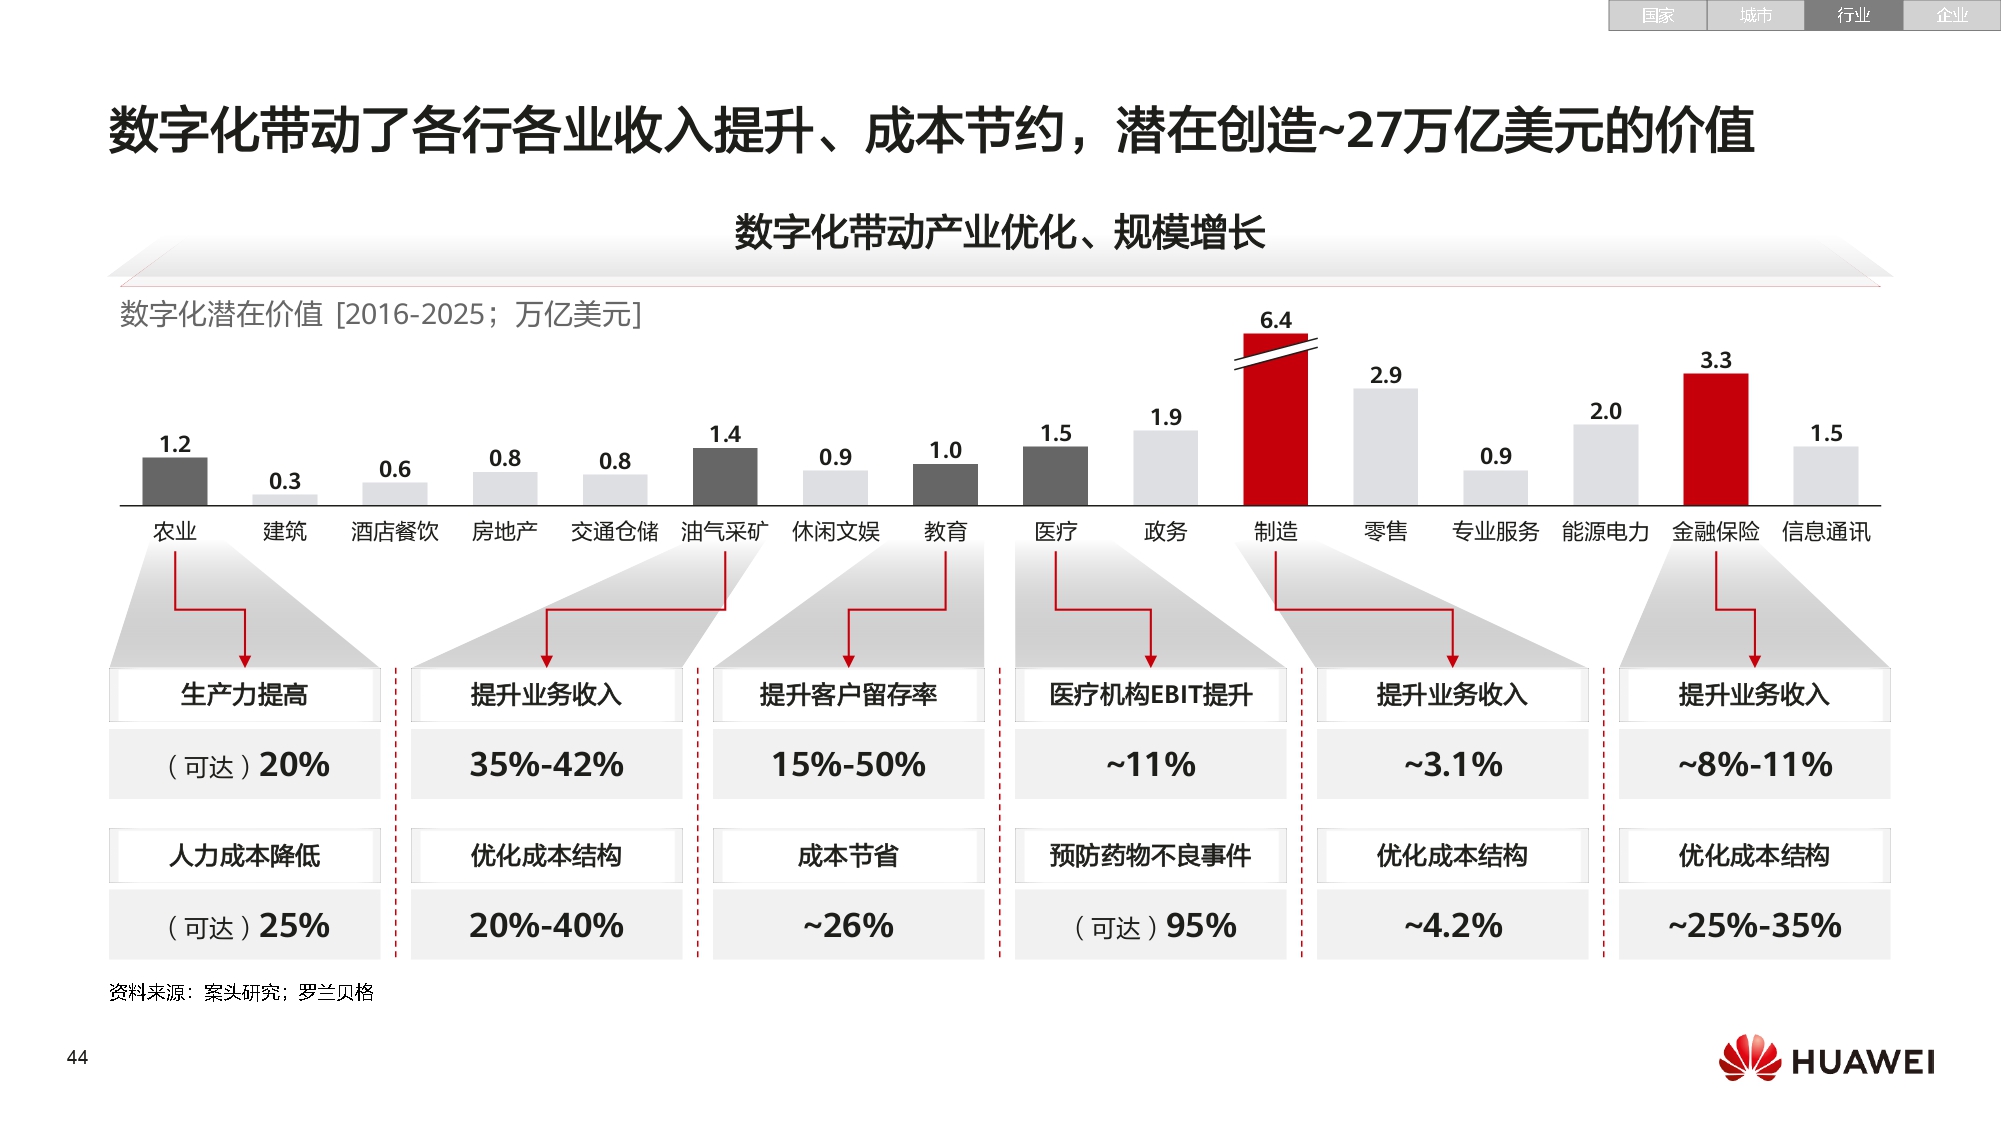 国家 城市 行业 企业
数字化带动了各行各业收入提升、成本节约，潜在创造~27万亿美元的价值
数字化带动产业优化、规模增长
数字化潜在价值 [2016-2025；万亿美元]
1.2 0.3 0.6 0.8 0.8 1.4 0.9 1.0 1.5 1.9 6.4 2.9 0.9 2.0 3.3 1.5
农业 建筑 酒店餐饮 房地产 交通仓储 油气采矿 休闲文娱 教育 医疗 政务 制造 零售 专业服务 能源电力 金融保险 信息通讯
生产力提高 提升业务收入 提升客户留存率 医疗机构EBIT提升 提升业务收入 提升业务收入
（可达）20% 35%-42% 15%-50% ~11% ~3.1% ~8%-11%
人力成本降低 优化成本结构 成本节省 预防药物不良事件 优化成本结构 优化成本结构
（可达）25% 20%-40% ~26% （可达）95% ~4.2% ~25%-35%
资料来源：案头研究；罗兰贝格
44
HUAWEI